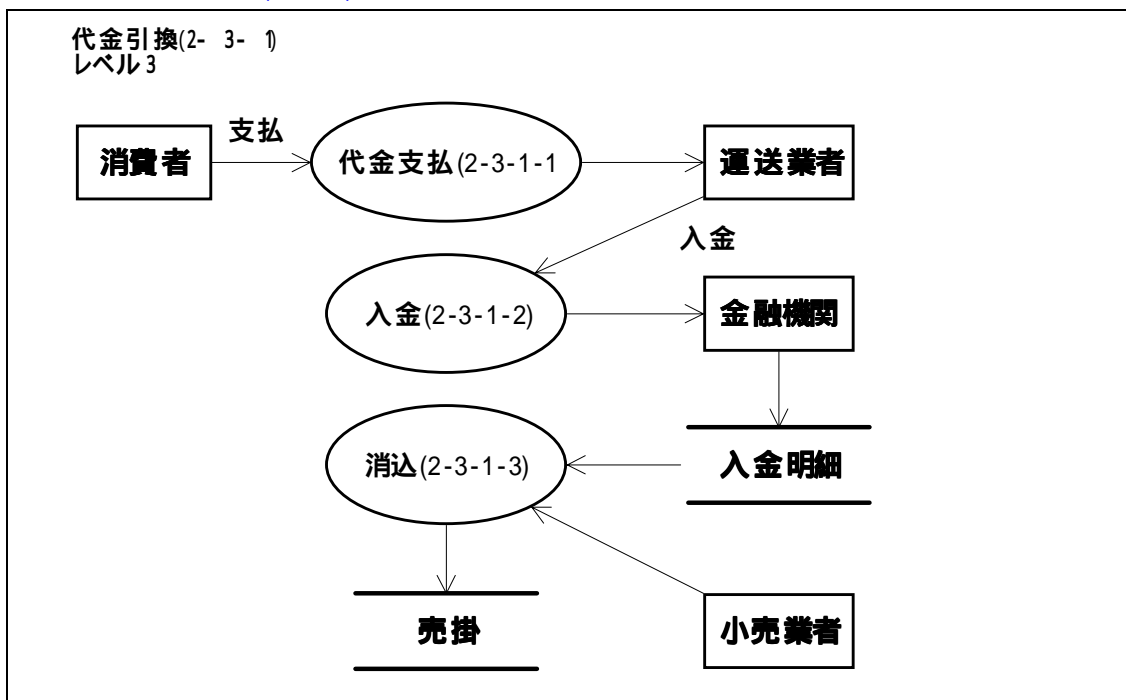 代金引換(2- 3- 1)
レベル3
支払
消費者
代金支払(2-3-1-1
運送業者
入金
入金(2-3-1-2)
金融機関
消込(2-3-1-3)
入金明細
売掛
小売業者